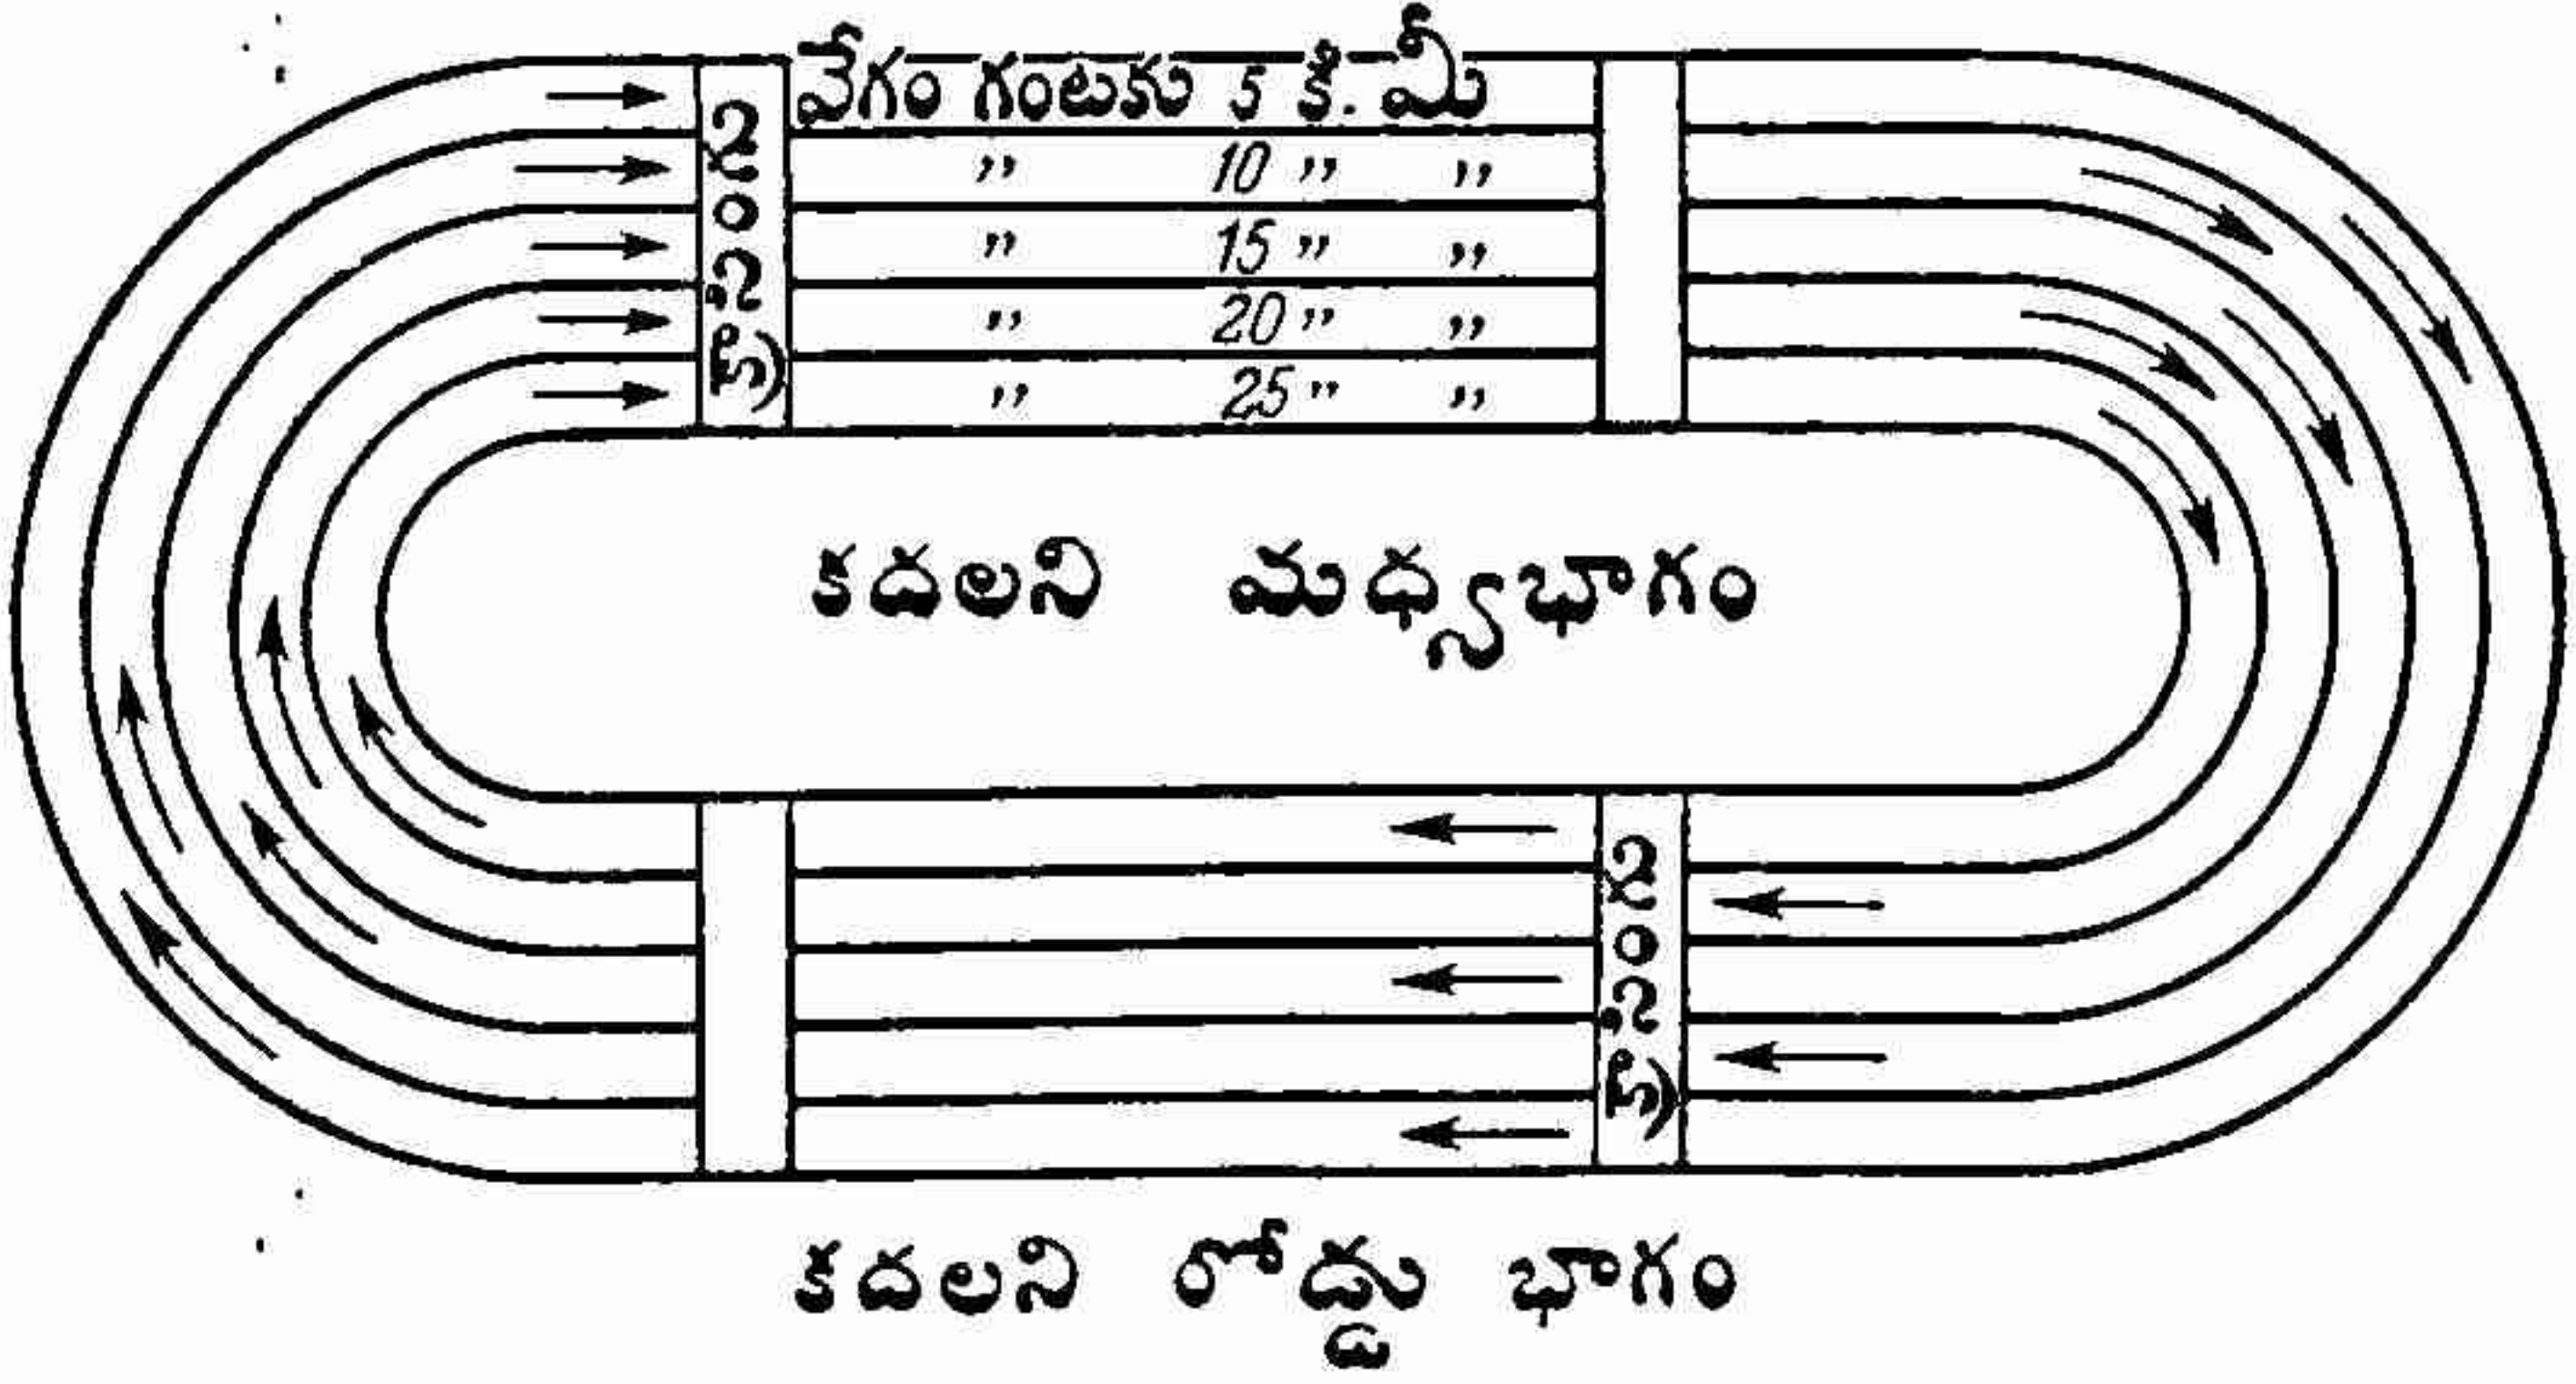 వేగం గంటకు 5 కి. మీ
" 10 " "
" 15 " "
" 20 " "
" 25 " "
కదలని మధ్యభాగం
కదలని రోడ్డు భాగం